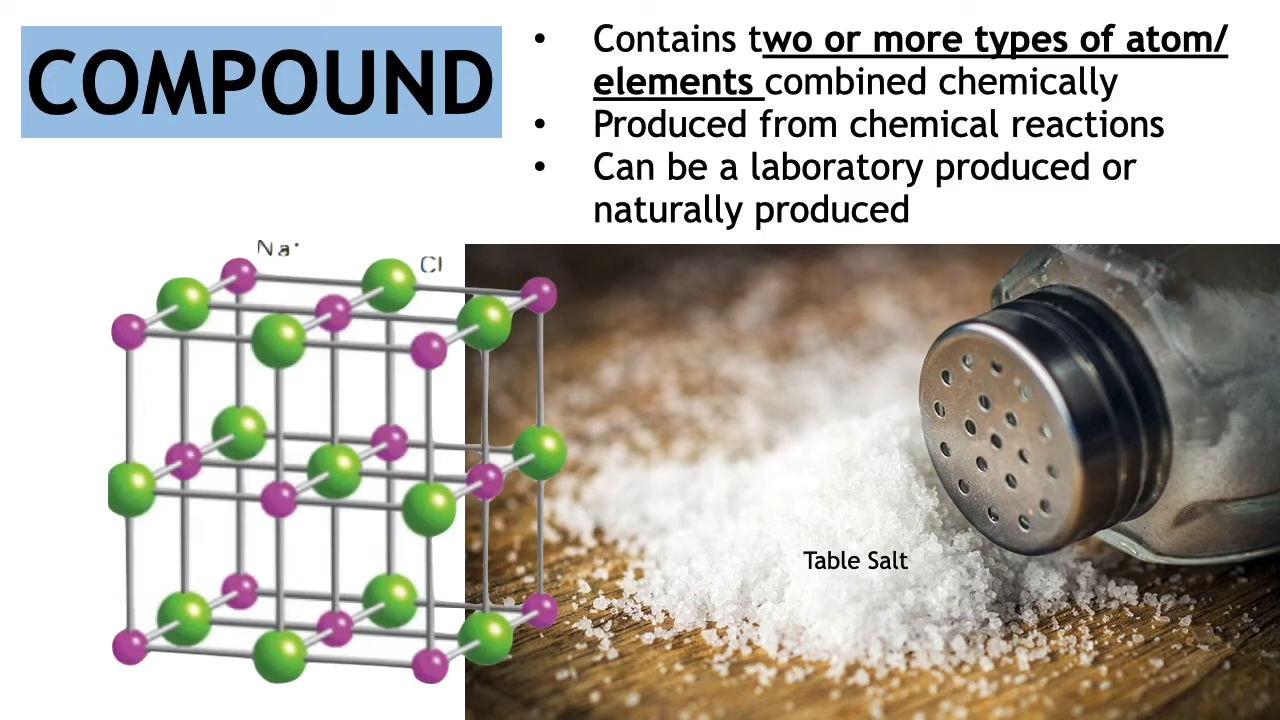 COMPOUND
• Contains two or more types of atom/
elements combined chemically
• Produced from chemical reactions
• Can be a laboratory produced or
naturally produced
Na⁺
Cl
Table Salt